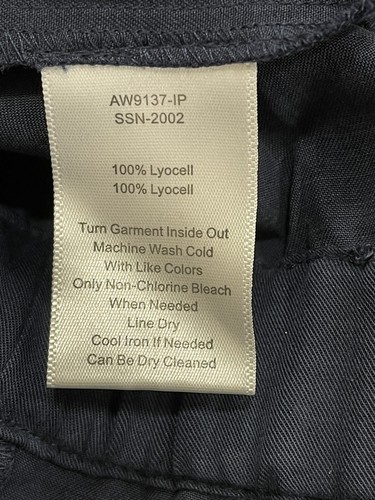 AW9137-IP
SSN-2002
100% Lyocell
100% Lyocell
Turn Garment Inside Out
Machine Wash Cold
With Like Colors
Only Non-Chlorine Bleach
When Needed
Line Dry
Cool Iron If Needed
Can Be Dry Cleaned